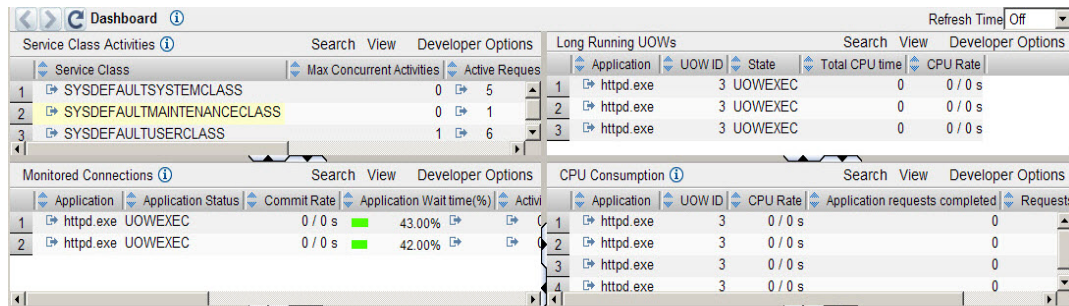 Dashboard
Refresh Time Off
Service Class Activities Search View Developer Options
Service Class Max Concurrent Activities Active Reques
1 SYSDEFAULTSYSTEMCLASS 0 5
2 SYSDEFAULTMAINTENANCECLASS 0 1
3 SYSDEFAULTUSERCLASS 1 6
Long Running UOWs Search View Developer Options
Application UOW ID State Total CPU time CPU Rate
1 httpd.exe 3 UOWEXEC 0 0 / 0 s
2 httpd.exe 3 UOWEXEC 0 0 / 0 s
3 httpd.exe 3 UOWEXEC 0 0 / 0 s
Monitored Connections Search View Developer Options
Application Application Status Commit Rate Application Wait time(%) Activi
1 httpd.exe UOWEXEC 0 / 0 s 43.00%
2 httpd.exe UOWEXEC 0 / 0 s 42.00%
CPU Consumption Search View Developer Options
Application UOW ID CPU Rate Application requests completed Requests
1 httpd.exe 3 0 / 0 s 0
2 httpd.exe 3 0 / 0 s 0
3 httpd.exe 3 0 / 0 s 0
4 httpd.exe 3 0 / 0 s 0